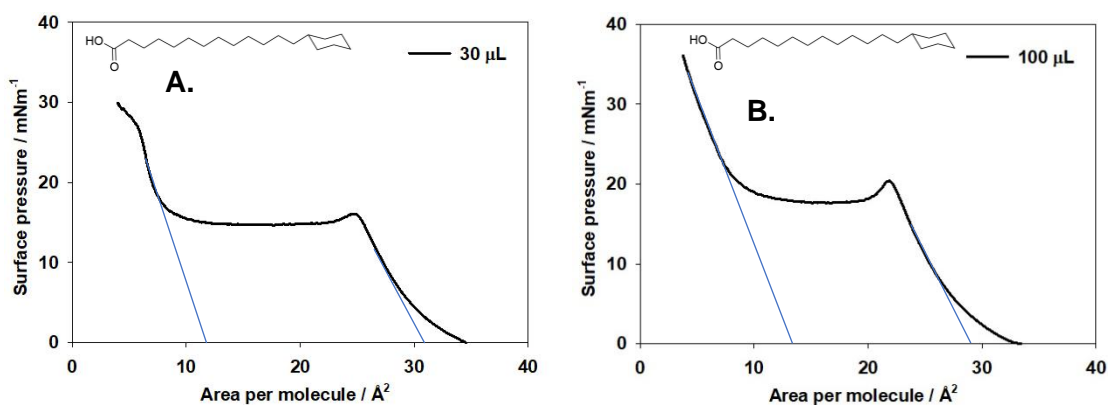 HO
O
A.
30 μL
Surface pressure / mNm-1
40
30
20
10
0
0 10 20 30 40
Area per molecule / Å2
HO
O
B.
100 μL
Surface pressure / mNm-1
40
30
20
10
0
0 10 20 30 40
Area per molecule / Å2